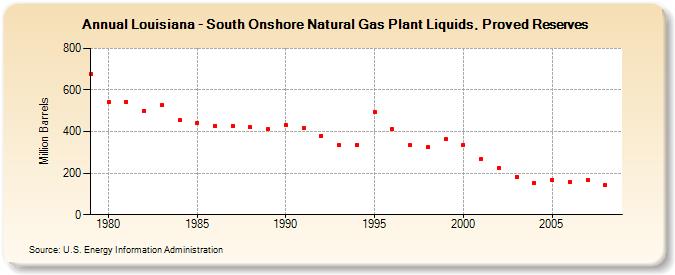 Annual Louisiana - South Onshore Natural Gas Plant Liquids, Proved Reserves
Million Barrels
800
600
400
200
0
1980 1985 1990 1995 2000 2005
Source: U.S. Energy Information Administration